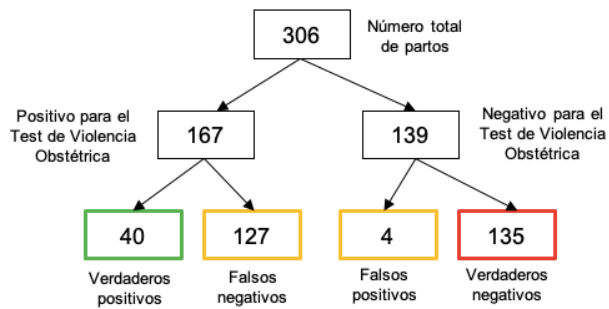 306
Número total
de partos
Positivo para el
Test de Violencia
Obstétrica
167
139
Negativo para el
Test de Violencia
Obstétrica
40
127
4
135
Verdaderos
positivos
Falsos
negativos
Falsos
positivos
Verdaderos
negativos